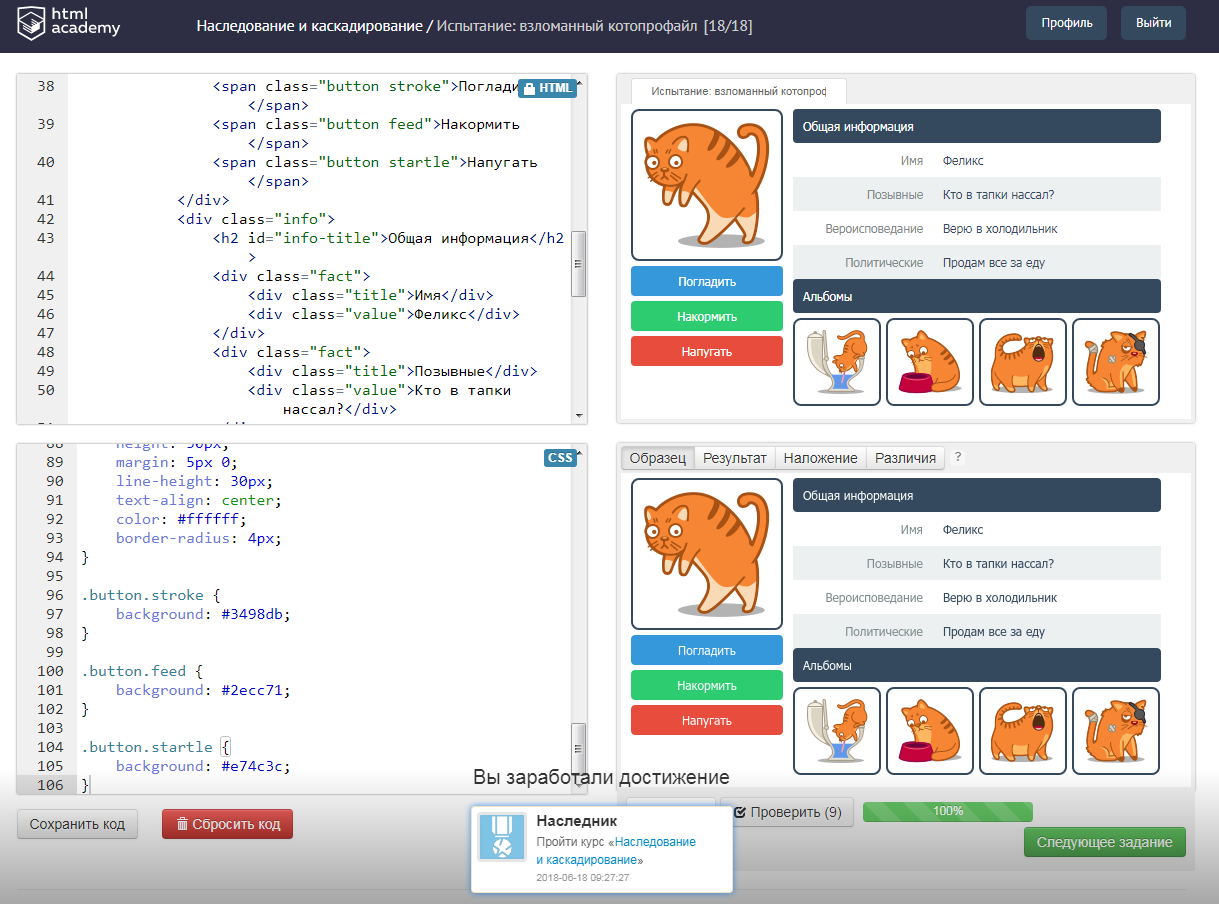 html
academy
Наследование и каскадирование / Испытание: взломанный котопрофайл [18/18]
Профиль
Выйти
38 <span class="button stroke">Поглади
HTML
</span>
39 <span class="button feed">Накормить
</span>
40 <span class="button startle">Напугать
</span>
41 </div>
42 <div class="info">
43 <h2 id="info-title">Общая информация</h2
>
44 <div class="fact">
45 <div class="title">Имя</div>
46 <div class="value">Феликс</div>
47 </div>
48 <div class="fact">
49 <div class="title">Позывные</div>
50 <div class="value">Кто в тапки
нассал?</div>
Испытание: взломанный котопроф
Общая информация
Имя Феликс
Позывные Кто в тапки нассал?
Вероисповедание Верю в холодильник
Политические Продам все за еду
Альбомы
Погладить
Накормить
Напугать
CSS
89 margin: 5px 0;
90 line-height: 30px;
91 text-align: center;
92 color: #ffffff;
93 border-radius: 4px;
94 }
95
96 .button.stroke {
97 background: #3498db;
98 }
99
100 .button.feed {
101 background: #2ecc71;
102 }
103
104 .button.startle {
105 background: #e74c3c;
106 }
Образец Результат Наложение Различия ?
Общая информация
Имя Феликс
Позывные Кто в тапки нассал?
Вероисповедание Верю в холодильник
Политические Продам все за еду
Альбомы
Погладить
Накормить
Напугать
Сохранить код
Сбросить код
Вы заработали достижение
Наследник
Пройти курс «Наследование
и каскадирование»
2018-06-18 09:27:27
Проверить (9)
100%
Следующее задание